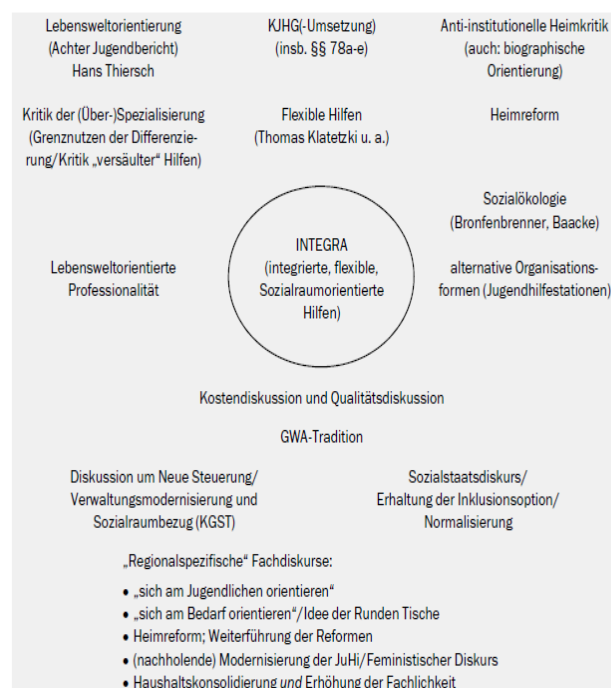 Lebensweltorientierung
(Achter Jugendbericht)
Hans Thiersch
KJHG(-Umsetzung)
(insb. §§ 78a-e)
Anti-institutionelle Heimkritik
(auch: biographische
Orientierung)
Kritik der (Über-)Spezialisierung
(Grenznutzen der Differenzie-
rung/Kritik „versäulter“ Hilfen)
Flexible Hilfen
(Thomas Klatetzki u. a.)
Heimreform
Sozialökologie
(Bronfenbrenner, Baacke)
Lebensweltorientierte
Professionalität
INTEGRA
(integrierte, flexible,
Sozialraumorientierte
Hilfen)
alternative Organisations-
formen (Jugendhilfestationen)
Kostendiskussion und Qualitätsdiskussion
GWA-Tradition
Diskussion um Neue Steuerung/
Verwaltungsmodernisierung und
Sozialraumbezug (KGST)
Sozialstaatsdiskurs/
Erhaltung der Inklusionsoption/
Normalisierung
„Regionalspezifische“ Fachdiskurse:
• „sich am Jugendlichen orientieren“
• „sich am Bedarf orientieren“/Idee der Runden Tische
• Heimreform; Weiterführung der Reformen
• (nachholende) Modernisierung der JuHi/Feministischer Diskurs
• Haushaltskonsolidierung und Erhöhung der Fachlichkeit